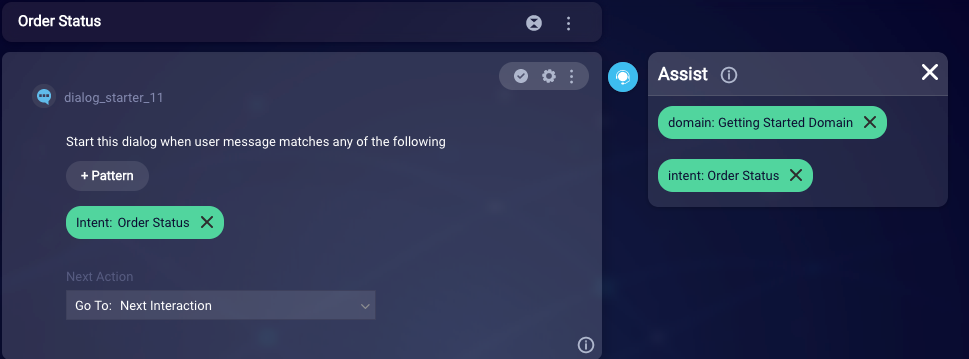 Order Status
dialog_starter_11
Start this dialog when user message matches any of the following
+ Pattern
Intent: Order Status
Next Action
Go To: Next Interaction
Assist
domain: Getting Started Domain
intent: Order Status